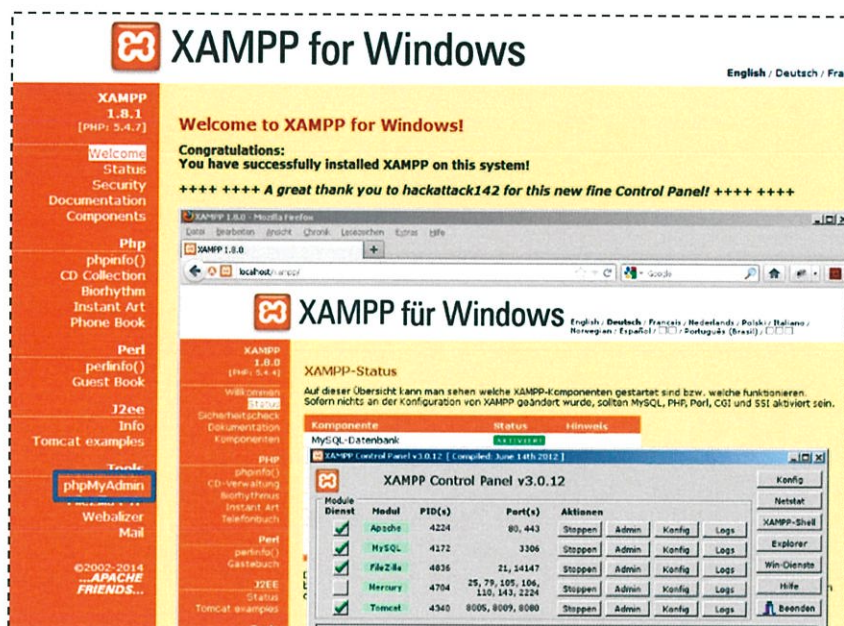 XAMPP for Windows
English / Deutsch / Fra
XAMPP
1.8.1
[PHP: 5.4.7]
Welcome
Status
Security
Documentation
Components
Php
phpinfo()
CD Collection
Biorhythm
Instant Art
Phone Book
Perl
perlinfo()
Guest Book
J2ee
Info
Tomcat examples
Tools
phpMyAdmin
Webalizer
Mail
©2002-2014
...APACHE
FRIENDS...
Welcome to XAMPP for Windows!
Congratulations:
You have successfully installed XAMPP on this system!
++++ ++++ A great thank you to hackattack142 for this new fine Control Panel! ++++ ++++
XAMPP 1.8.0 - Mozilla Firefox
Datei Bearbeiten Ansicht Chronik Lesezeichen Extras Hilfe
XAMPP 1.8.0
localhost/xampp/
Google
XAMPP für Windows
English / Deutsch / Francais / Nederlands / Polski / Italiano /
Norwegian / Español / / Português (Brasil) /
XAMPP
1.8.0
[PHP: 5.4.4]
Willkommen
Status
Sicherheitscheck
Dokumentation
Komponenten
PHP
phpinfo()
CD-Verwaltung
Biorhythmus
Instant Art
Telefonbuch
Perl
perlinfo()
Gästebuch
J2EE
Status
Tomcat examples
XAMPP-Status
Auf dieser Übersicht kann man sehen welche XAMPP-Komponenten gestartet sind bzw. welche funktionieren.
Sofern nichts an der Konfiguration von XAMPP geändert wurde, sollten MySQL, PHP, Perl, CGI und SSI aktiviert sein.
Komponente Status Hinweis
MySQL-Datenbank AKTIVIERT
XAMPP Control Panel v3.0.12 [ Compiled: June 14th 2012 ]
XAMPP Control Panel v3.0.12
Module
Dienst Modul PID(s) Port(s) Aktionen
Apache 4224 80, 443 Stoppen Admin Konfig Logs
MySQL 4172 3306 Stoppen Admin Konfig Logs
FileZilla 4836 21, 14147 Stoppen Admin Konfig Logs
Mercury 4704 25, 79, 105, 106,
110, 143, 2224 Stoppen Admin Konfig Logs
Tomcat 4340 8005, 8009, 8080 Stoppen Admin Konfig Logs
Konfig
Netstat
XAMPP-Shell
Explorer
Win-Dienste
Hilfe
Beenden